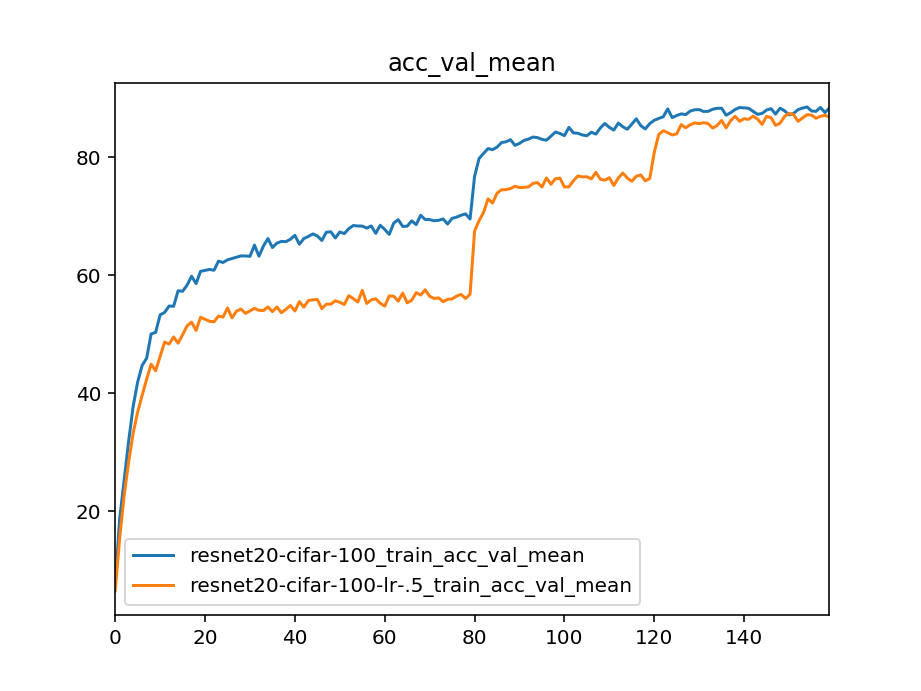 acc_val_mean
80
60
40
20
resnet20-cifar-100_train_acc_val_mean
resnet20-cifar-100-lr-.5_train_acc_val_mean
0 20 40 60 80 100 120 140